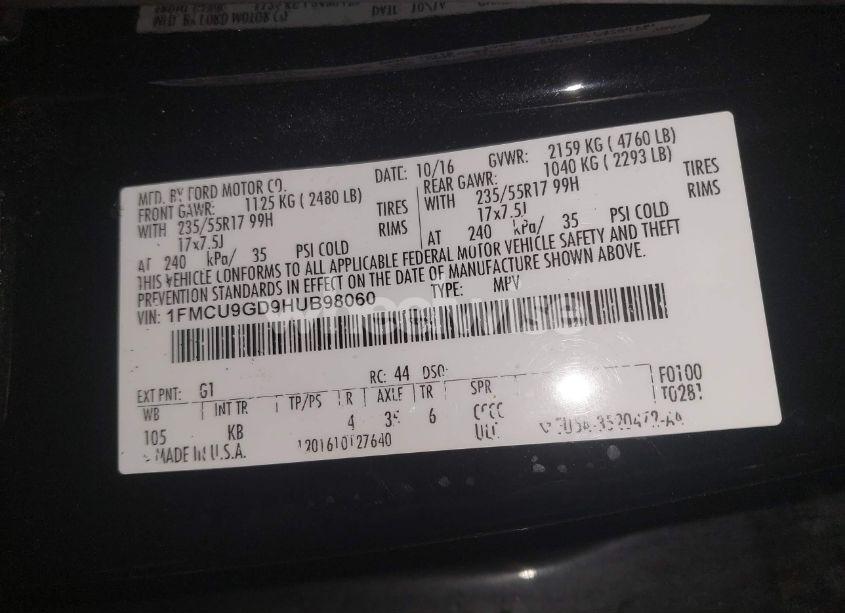 MFD. BY FORD MOTOR CO.
DATE: 10/16 GVWR: 2159 KG ( 4760 LB)
FRONT GAWR: 1125 KG ( 2480 LB) REAR GAWR: 1040 KG ( 2293 LB)
WITH 235/55R17 99H TIRES WITH 235/55R17 99H TIRES
17x7.5J RIMS 17x7.5J RIMS
AT 240 kPa/ 35 PSI COLD AT 240 kPa/ 35 PSI COLD
THIS VEHICLE CONFORMS TO ALL APPLICABLE FEDERAL MOTOR VEHICLE SAFETY AND THEFT
PREVENTION STANDARDS IN EFFECT ON THE DATE OF MANUFACTURE SHOWN ABOVE.
VIN: 1FMCU9GD9HUB98060 TYPE: MPV
EXT PNT: G1 RC: 44 DSO: F0100
WB INT TR TP/PS R AXLE TR SPR T0281
105 KB 4 6
MADE IN U.S.A. 1201610127640